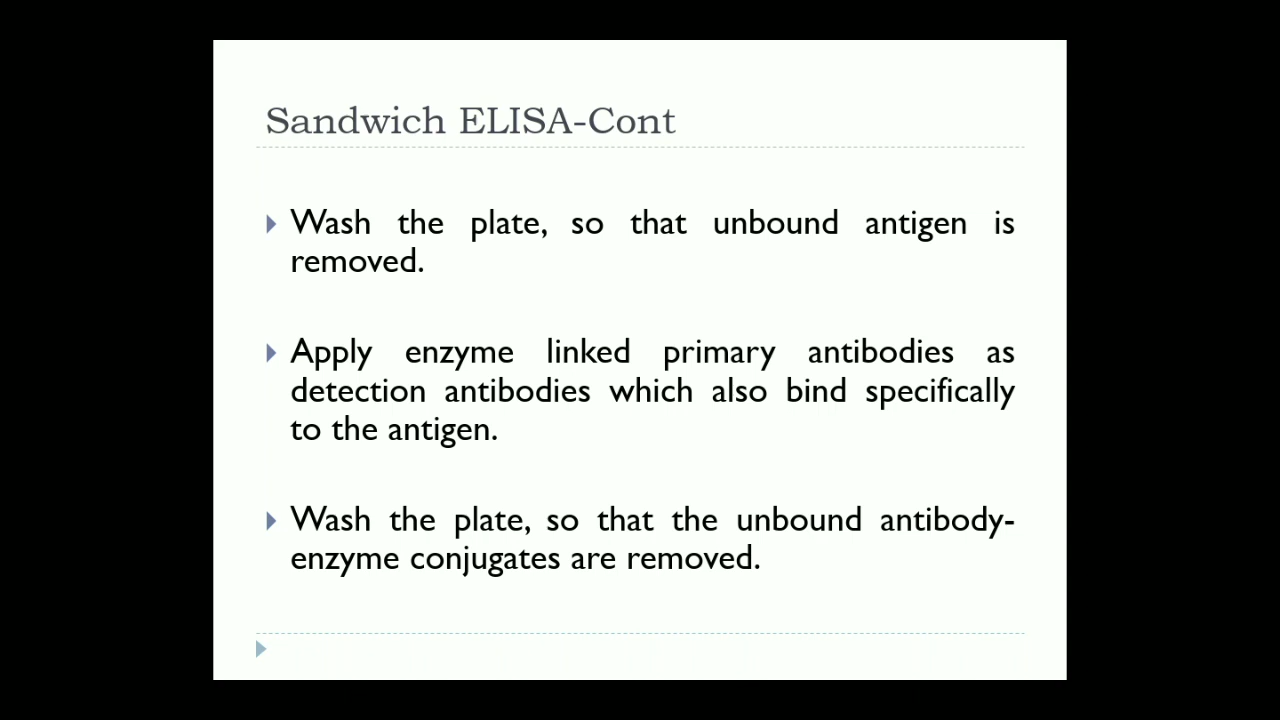 Sandwich ELISA-Cont
Wash the plate, so that unbound antigen is
removed.
Apply enzyme linked primary antibodies as
detection antibodies which also bind specifically
to the antigen.
Wash the plate, so that the unbound antibody-
enzyme conjugates are removed.